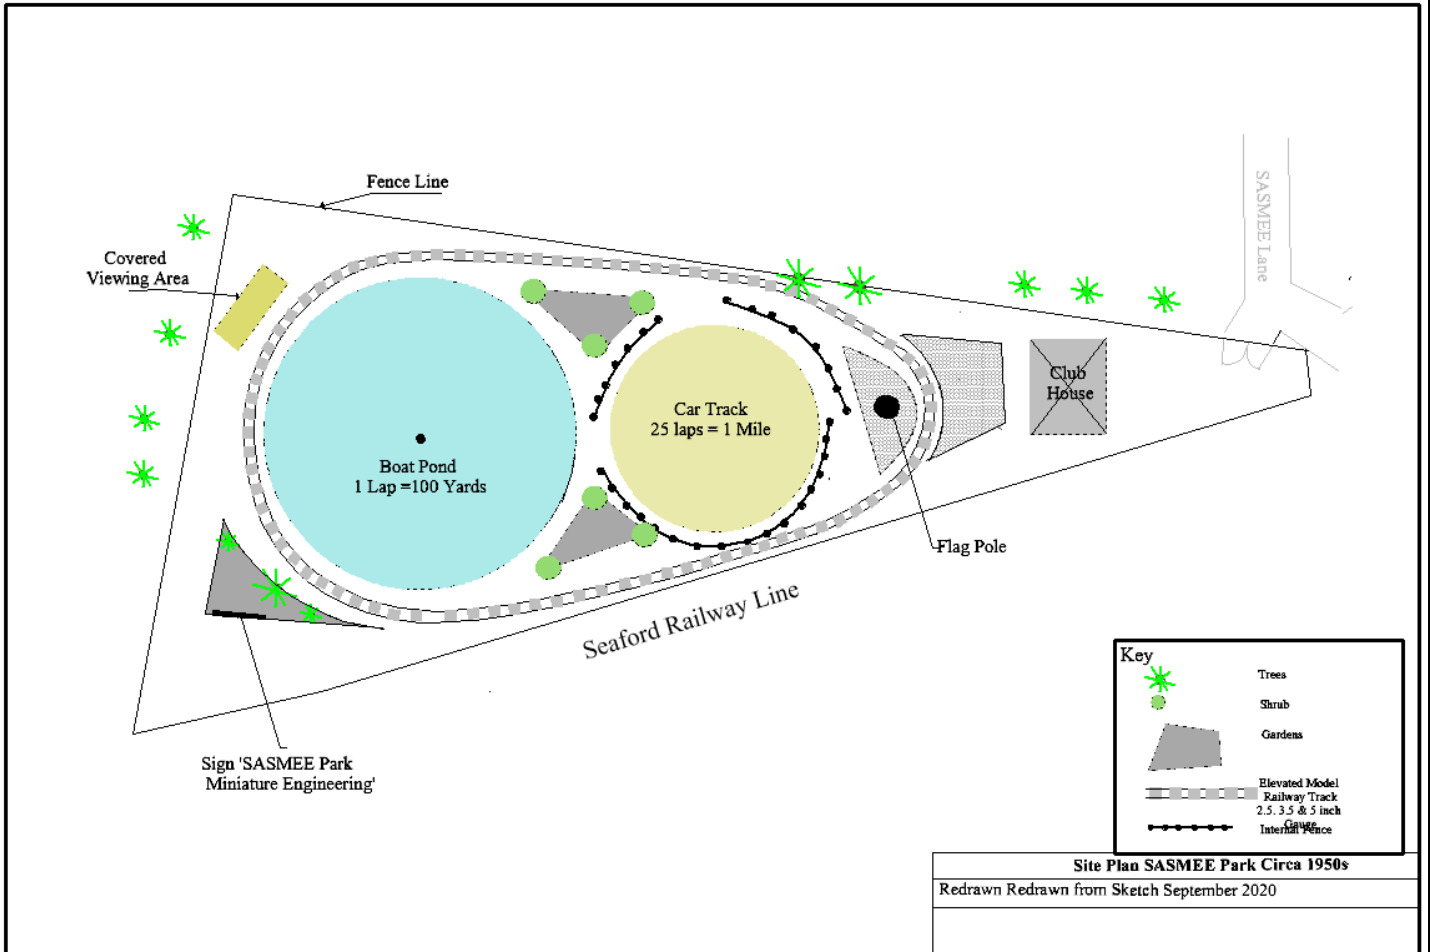 Fence Line
Covered
Viewing Area
SASMEE Lane
Club
House
Car Track
25 laps = 1 Mile
Boat Pond
1 Lap =100 Yards
Flag Pole
Seaford Railway Line
Sign 'SASMEE Park
Miniature Engineering'
Key
Trees
Shrub
Gardens
Elevated Model
Railway Track
2.5. 3.5 & 5 inch
Gauge
Internal Fence
Site Plan SASMEE Park Circa 1950s
Redrawn Redrawn from Sketch September 2020